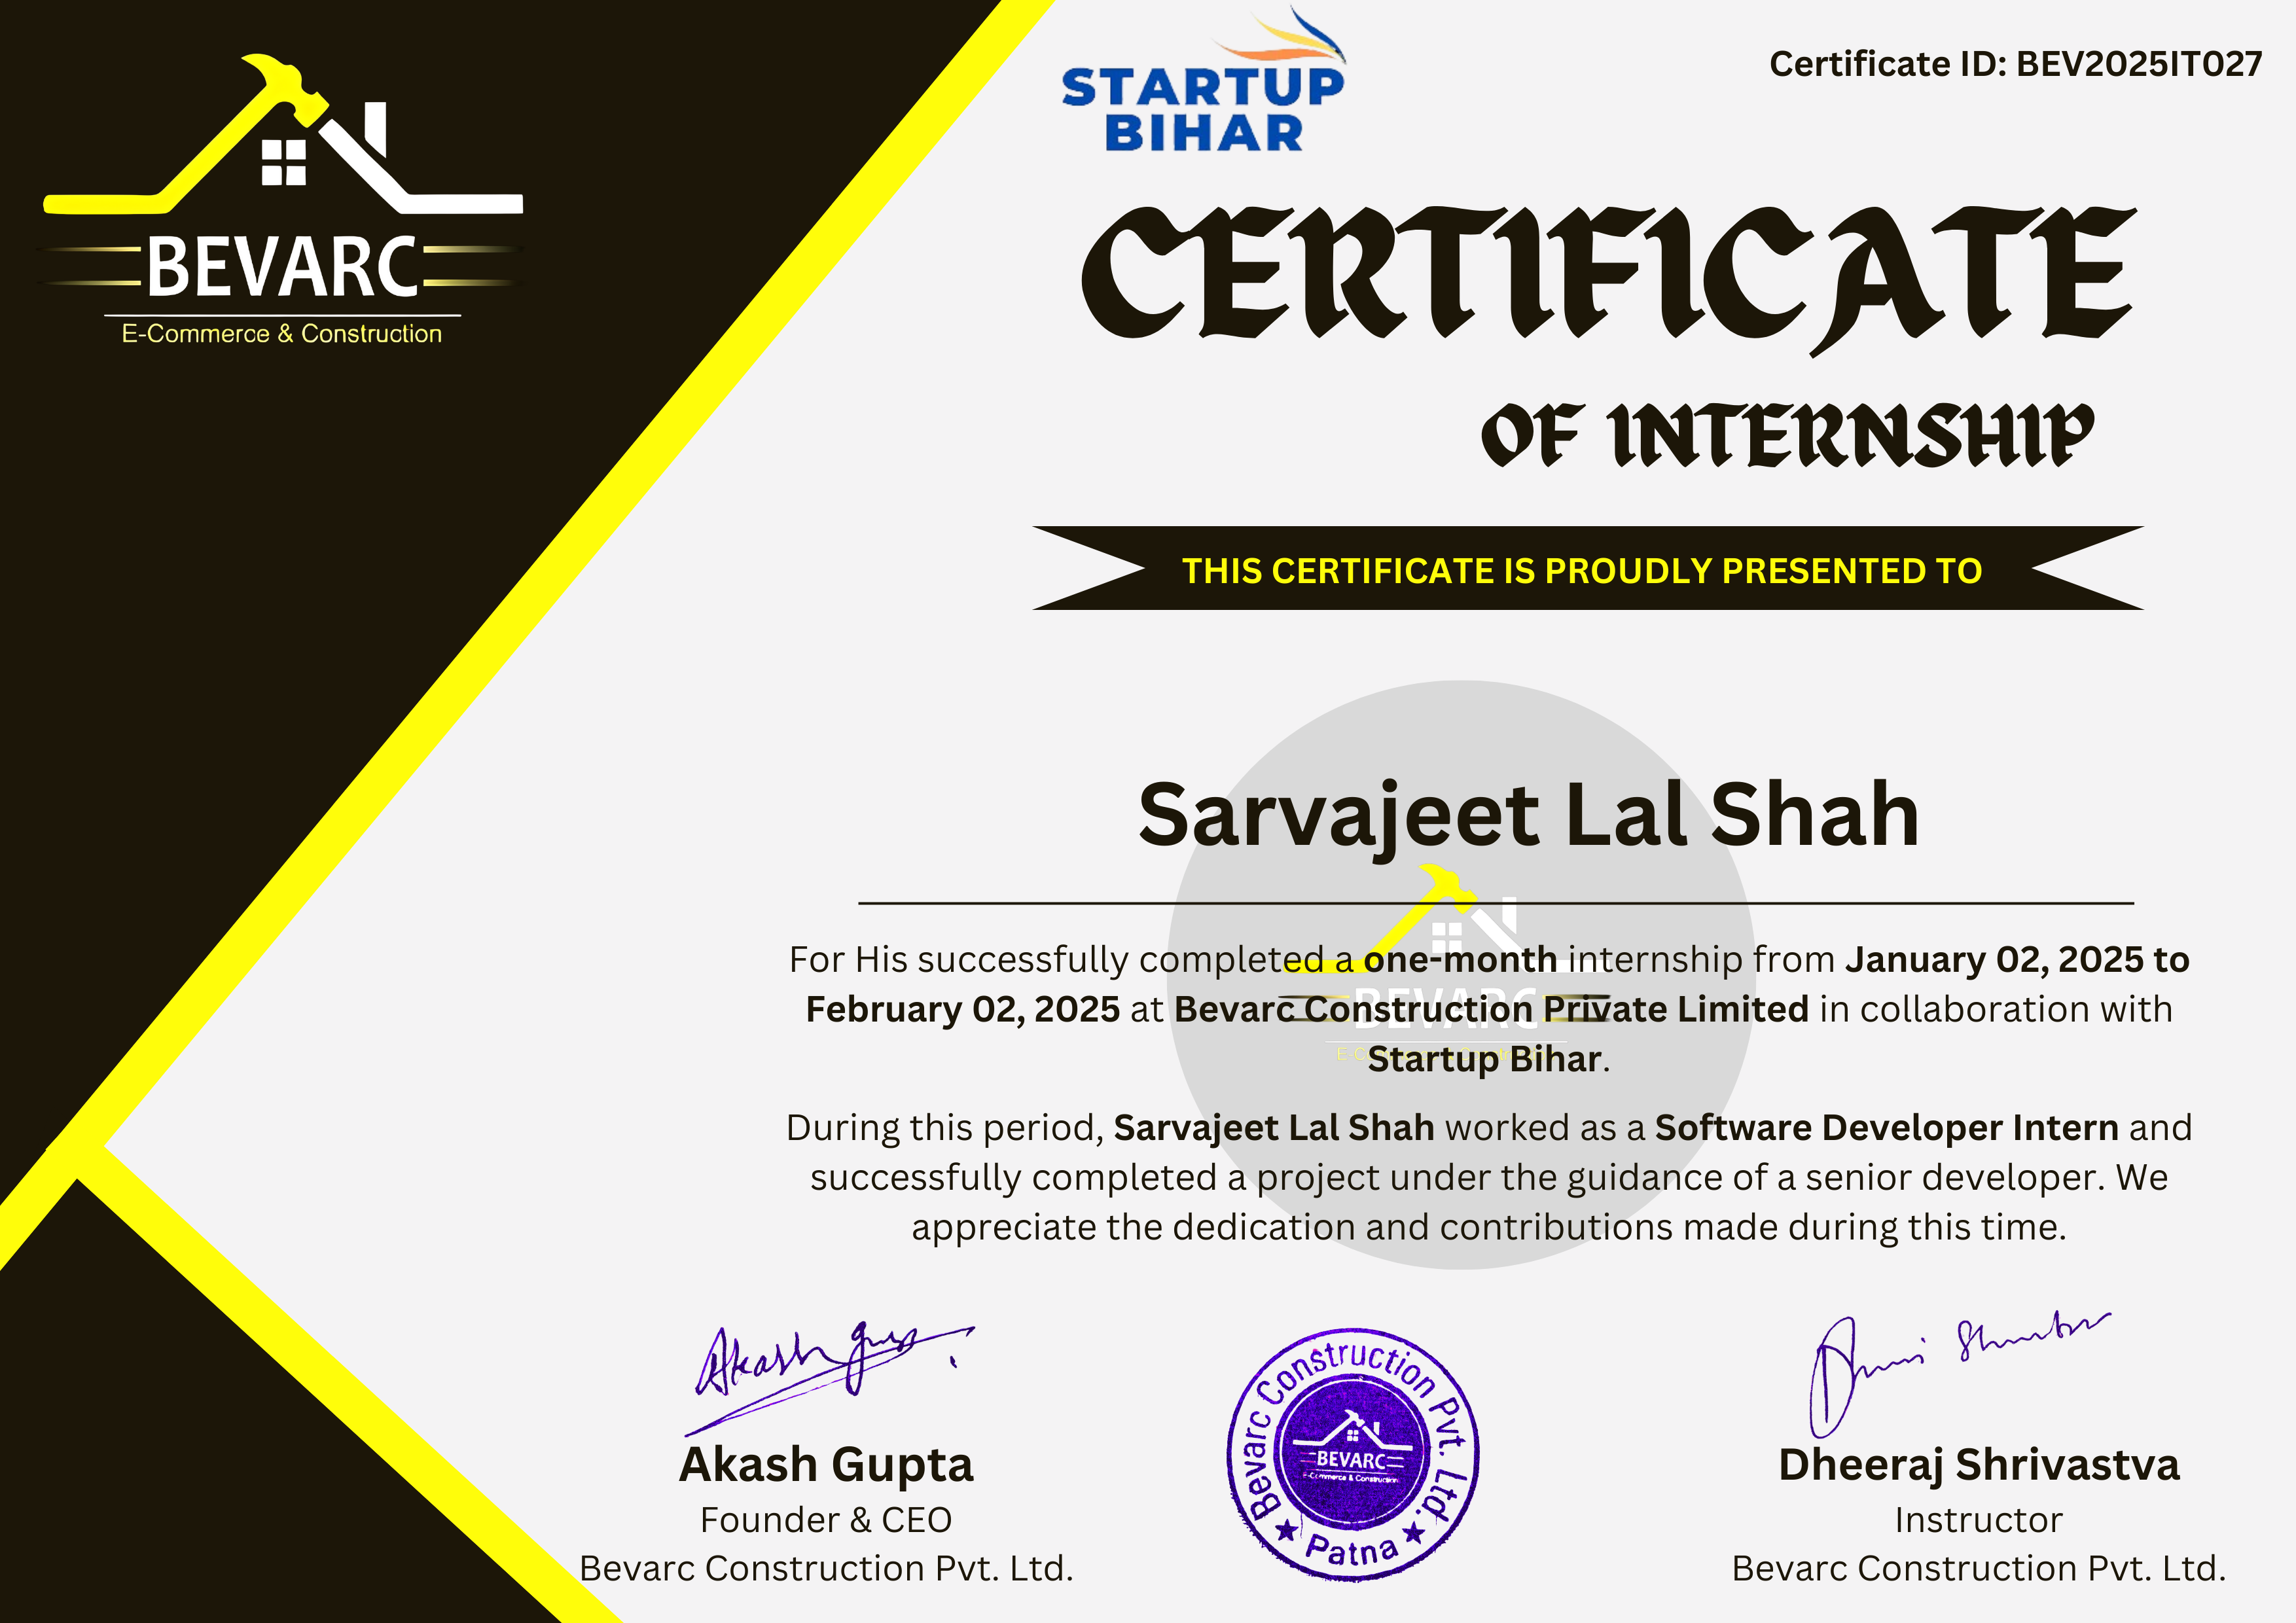 BEVARC
E-Commerce & Construction
STARTUP
BIHAR
Certificate ID: BEV2025IT027
CERTIFICATE
OF INTERNSHIP
THIS CERTIFICATE IS PROUDLY PRESENTED TO
Sarvajeet Lal Shah
For His successfully completed a one-month internship from January 02, 2025 to
February 02, 2025 at Bevarc Construction Private Limited in collaboration with
Startup Bihar.
BEVARC
During this period, Sarvajeet Lal Shah worked as a Software Developer Intern and
successfully completed a project under the guidance of a senior developer. We
appreciate the dedication and contributions made during this time.
Akash Gupta
Founder & CEO
Bevarc Construction Pvt. Ltd.
Bevarc Construction Pvt. Ltd.
BEVARC
E-Commerce & Construction
★ Patna ★
Dheeraj Shrivastva
Instructor
Bevarc Construction Pvt. Ltd.